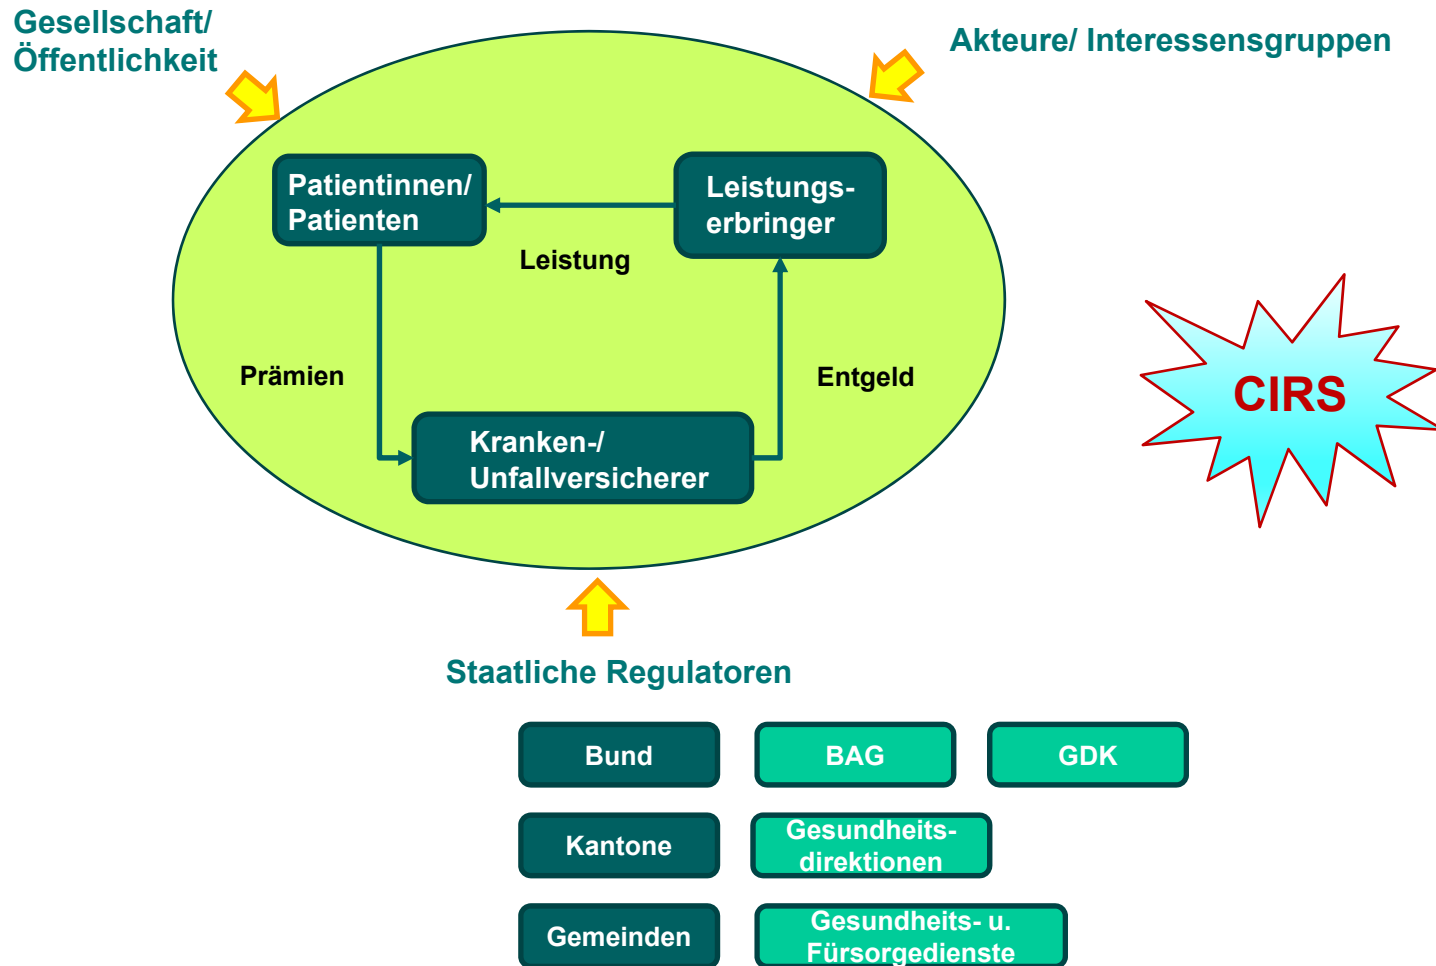 Gesellschaft/
Öffentlichkeit
Akteure/ Interessensgruppen
Patientinnen/
Patienten
Leistungs-
erbringer
Leistung
Prämien
Entgeld
CIRS
Kranken-/
Unfallversicherer
Staatliche Regulatoren
Bund
BAG
GDK
Kantone
Gesundheits-
direktionen
Gemeinden
Gesundheits- u.
Fürsorgedienste